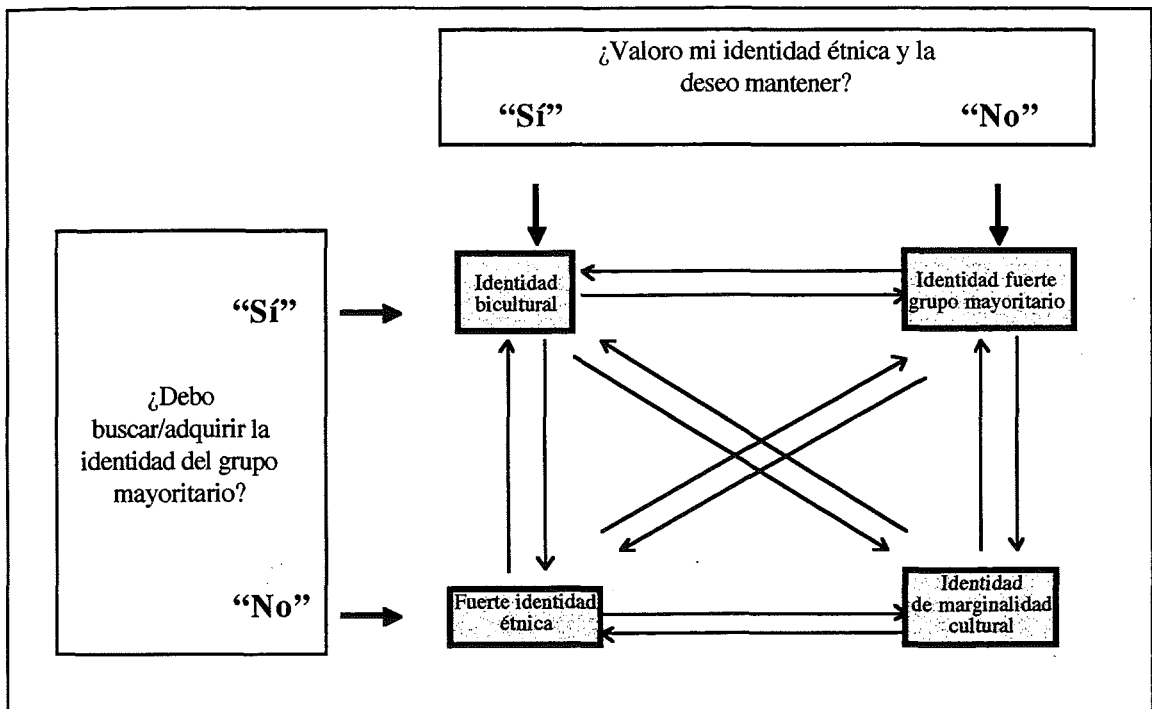 ¿Valoro mi identidad étnica y la
deseo mantener?
“Sí” “No”
Identidad
bicultural
Identidad fuerte
grupo mayoritario
“Sí”
¿Debo
buscar/adquirir la
identidad del grupo
mayoritario?
“No”
Fuerte identidad
étnica
Identidad
de marginalidad
cultural